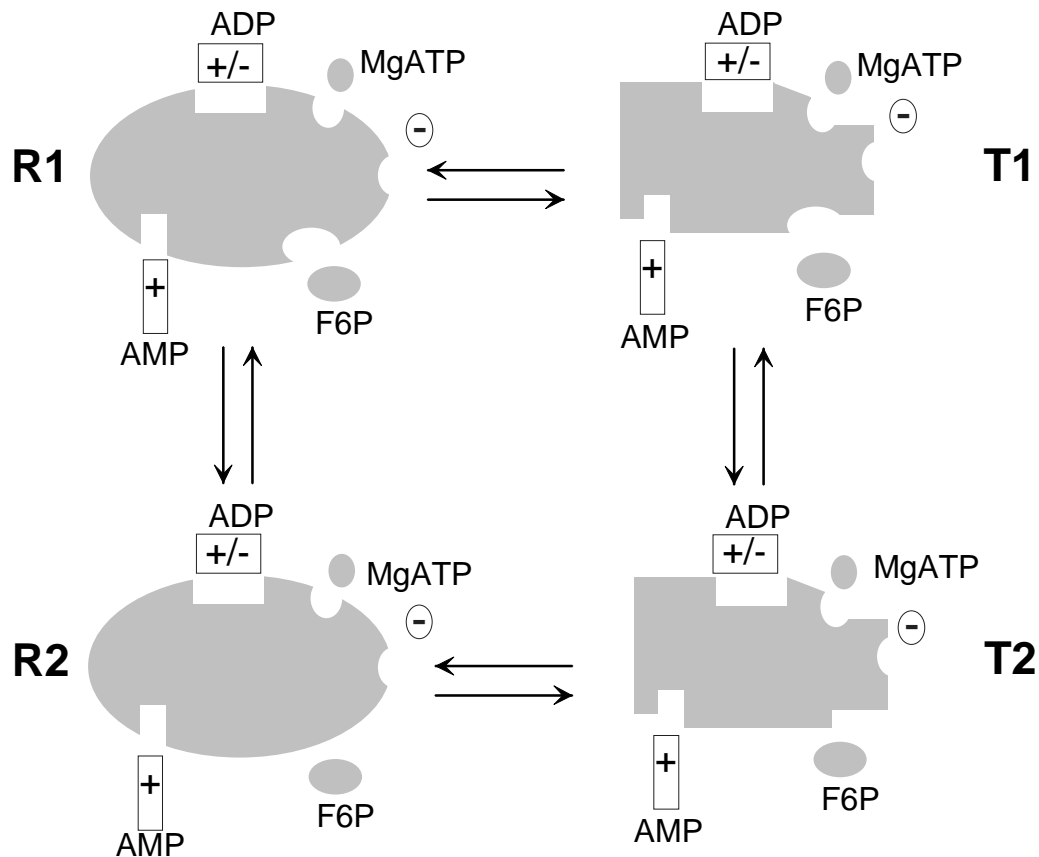 ADP
+/-
MgATP
-
R1
+
AMP
F6P
ADP
+/-
MgATP
-
T1
+
AMP
F6P
ADP
+/-
MgATP
-
R2
+
AMP
F6P
ADP
+/-
MgATP
-
T2
+
AMP
F6P